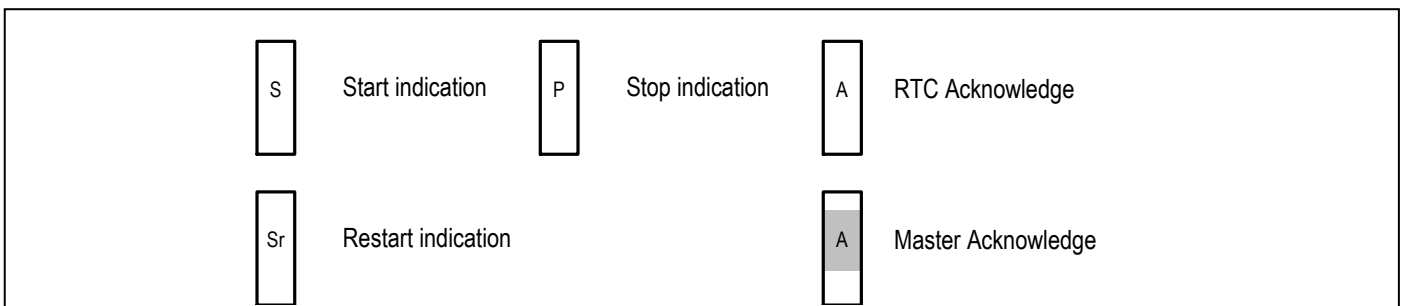 S Start indication P Stop indication A RTC Acknowledge
Sr Restart indication A Master Acknowledge